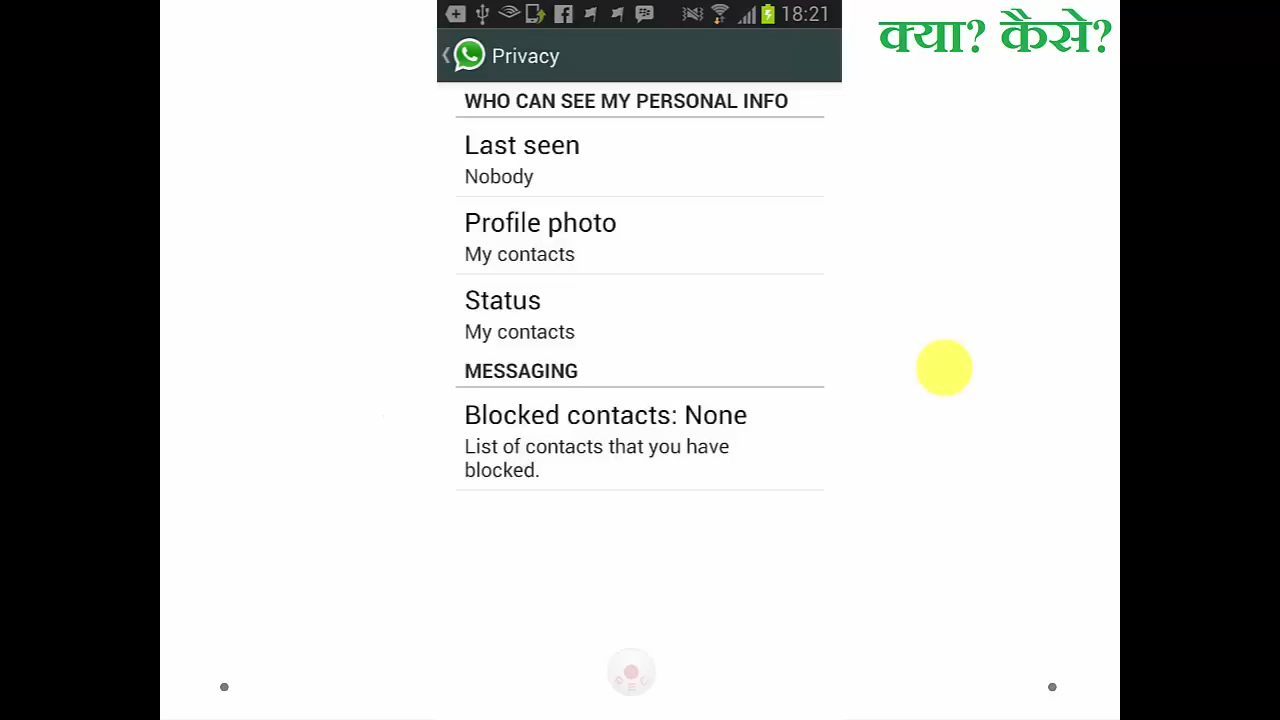 18:21
क्या? कैसे?
Privacy
WHO CAN SEE MY PERSONAL INFO
Last seen
Nobody
Profile photo
My contacts
Status
My contacts
MESSAGING
Blocked contacts: None
List of contacts that you have
blocked.